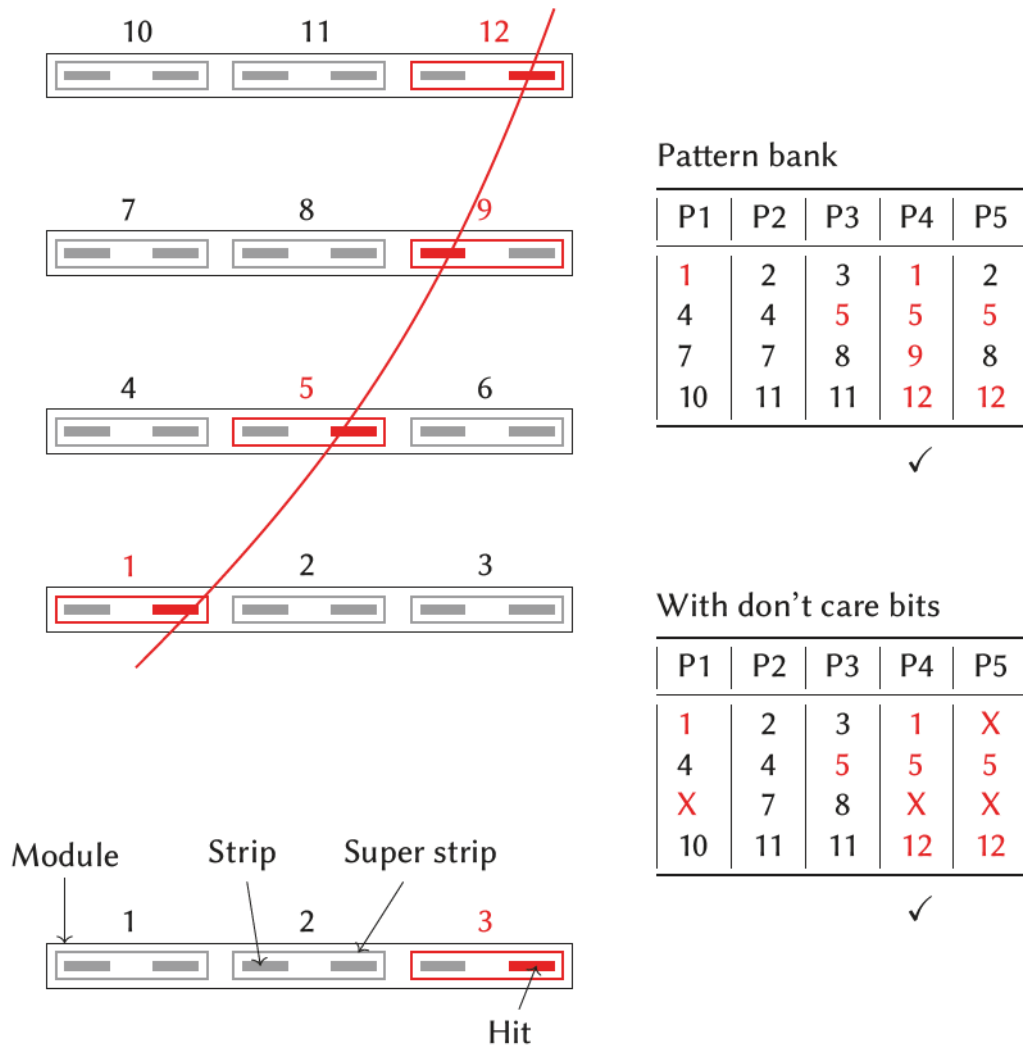 10 11 12
7 8 9
4 5 6
1 2 3
Module
Strip
Super strip
1 2 3
Hit
Pattern bank
P1 P2 P3 P4 P5
1 2 3 1 2
4 4 5 5 5
7 7 8 9 8
10 11 11 12 12
✓
With don't care bits
P1 P2 P3 P4 P5
1 2 3 1 X
4 4 5 5 5
X 7 8 X X
10 11 11 12 12
✓